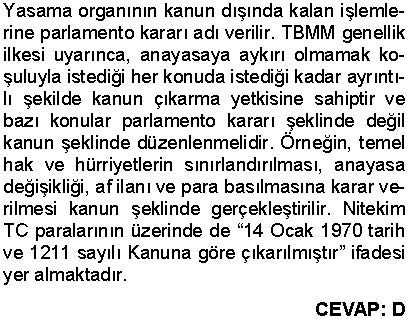 Yasama organının kanun dışında kalan işlemle-
rine parlamento kararı adı verilir. TBMM genellik
ilkesi uyarınca, anayasaya aykırı olmamak ko-
şuluyla istediği her konuda istediği kadar ayrıntı-
lı şekilde kanun çıkarma yetkisine sahiptir ve
bazı konular parlamento kararı şeklinde değil
kanun şeklinde düzenlenmelidir. Örneğin, temel
hak ve hürriyetlerin sınırlandırılması, anayasa
değişikliği, af ilanı ve para basılmasına karar ve-
rilmesi kanun şeklinde gerçekleştirilir. Nitekim
TC paralarının üzerinde de “14 Ocak 1970 tarih
ve 1211 sayılı Kanuna göre çıkarılmıştır” ifadesi
yer almaktadır.
CEVAP: D